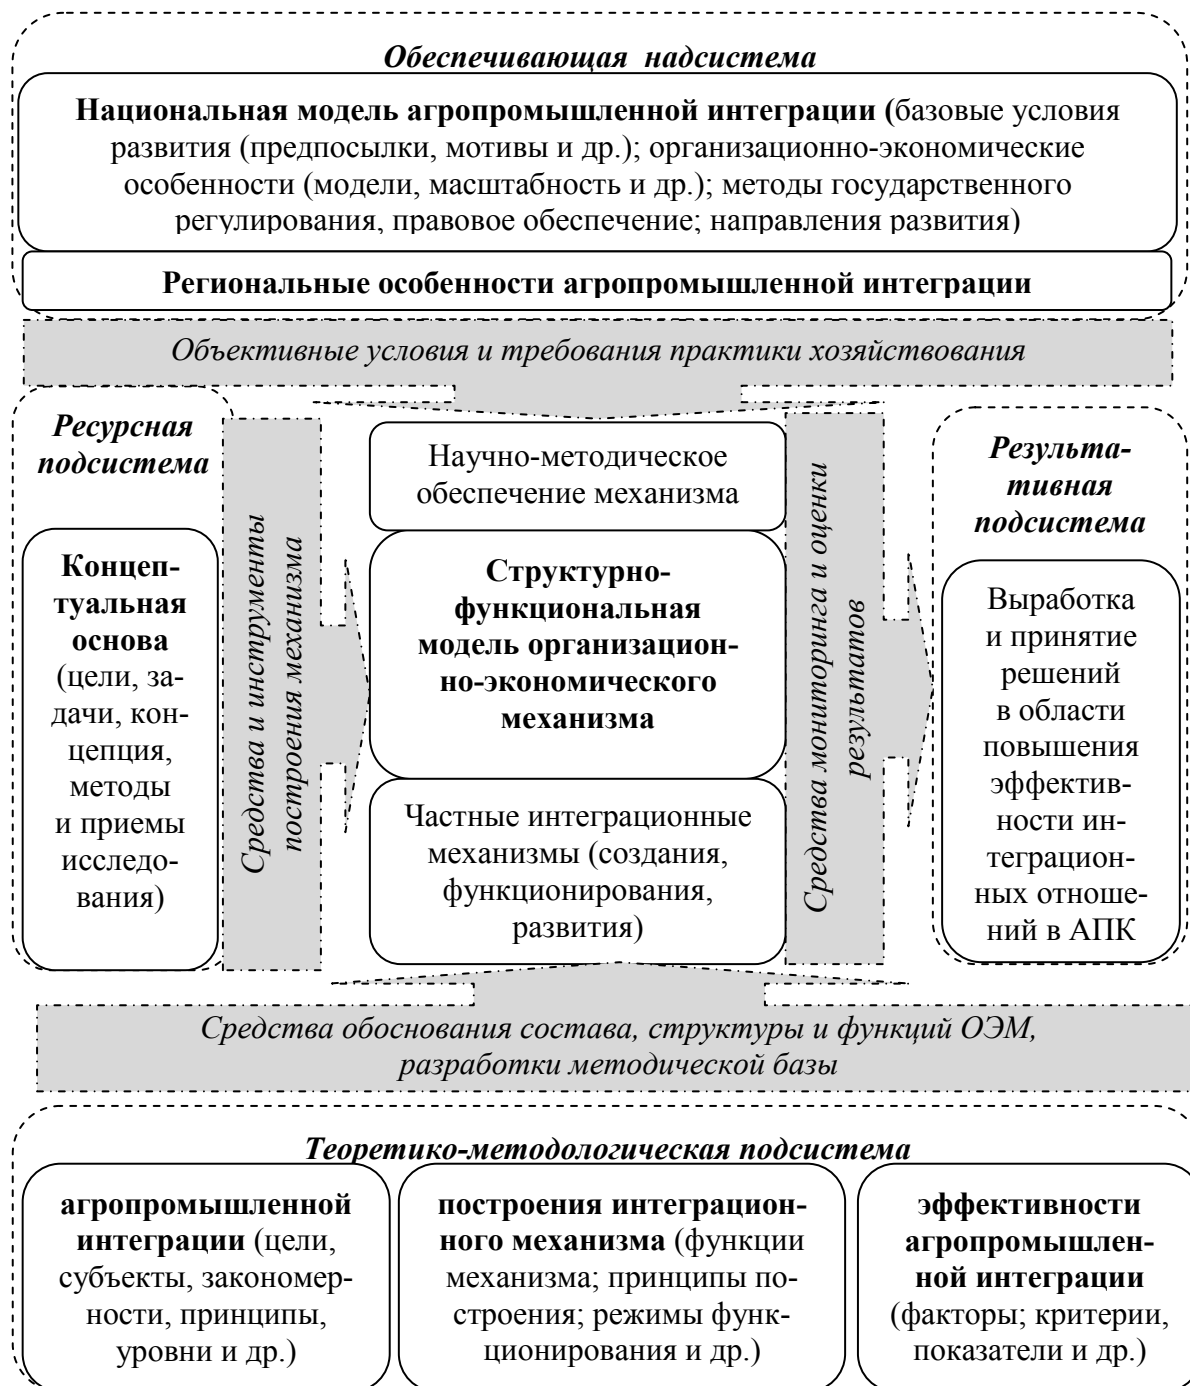 Обеспечивающая надсистема
Национальная модель агропромышленной интеграции (базовые условия
развития (предпосылки, мотивы и др.); организационно-экономические
особенности (модели, масштабность и др.); методы государственного
регулирования, правовое обеспечение; направления развития)
Региональные особенности агропромышленной интеграции
Объективные условия и требования практики хозяйствования
Ресурсная
подсистема
Концеп-
туальная
основа
(цели, за-
дачи, кон-
цепция,
методы
и приемы
исследо-
вания)
Средства и инструменты
построения механизма
Научно-методическое
обеспечение механизма
Структурно-
функциональная
модель организацион-
но-экономического
механизма
Частные интеграционные
механизмы (создания,
функционирования,
развития)
Средства мониторинга и оценки
результатов
Результа-
тивная
подсистема
Выработка
и принятие
решений
в области
повышения
эффектив-
ности ин-
теграцион-
ных отноше-
ний в АПК
Средства обоснования состава, структуры и функций ОЭМ,
разработки методической базы
Теоретико-методологическая подсистема
агропромышленной
интеграции (цели,
субъекты, закономер-
ности, принципы,
уровни и др.)
построения интеграцион-
ного механизма (функции
механизма; принципы по-
строения; режимы функ-
ционирования и др.)
эффективности
агропромышлен-
ной интеграции
(факторы; критерии,
показатели и др.)